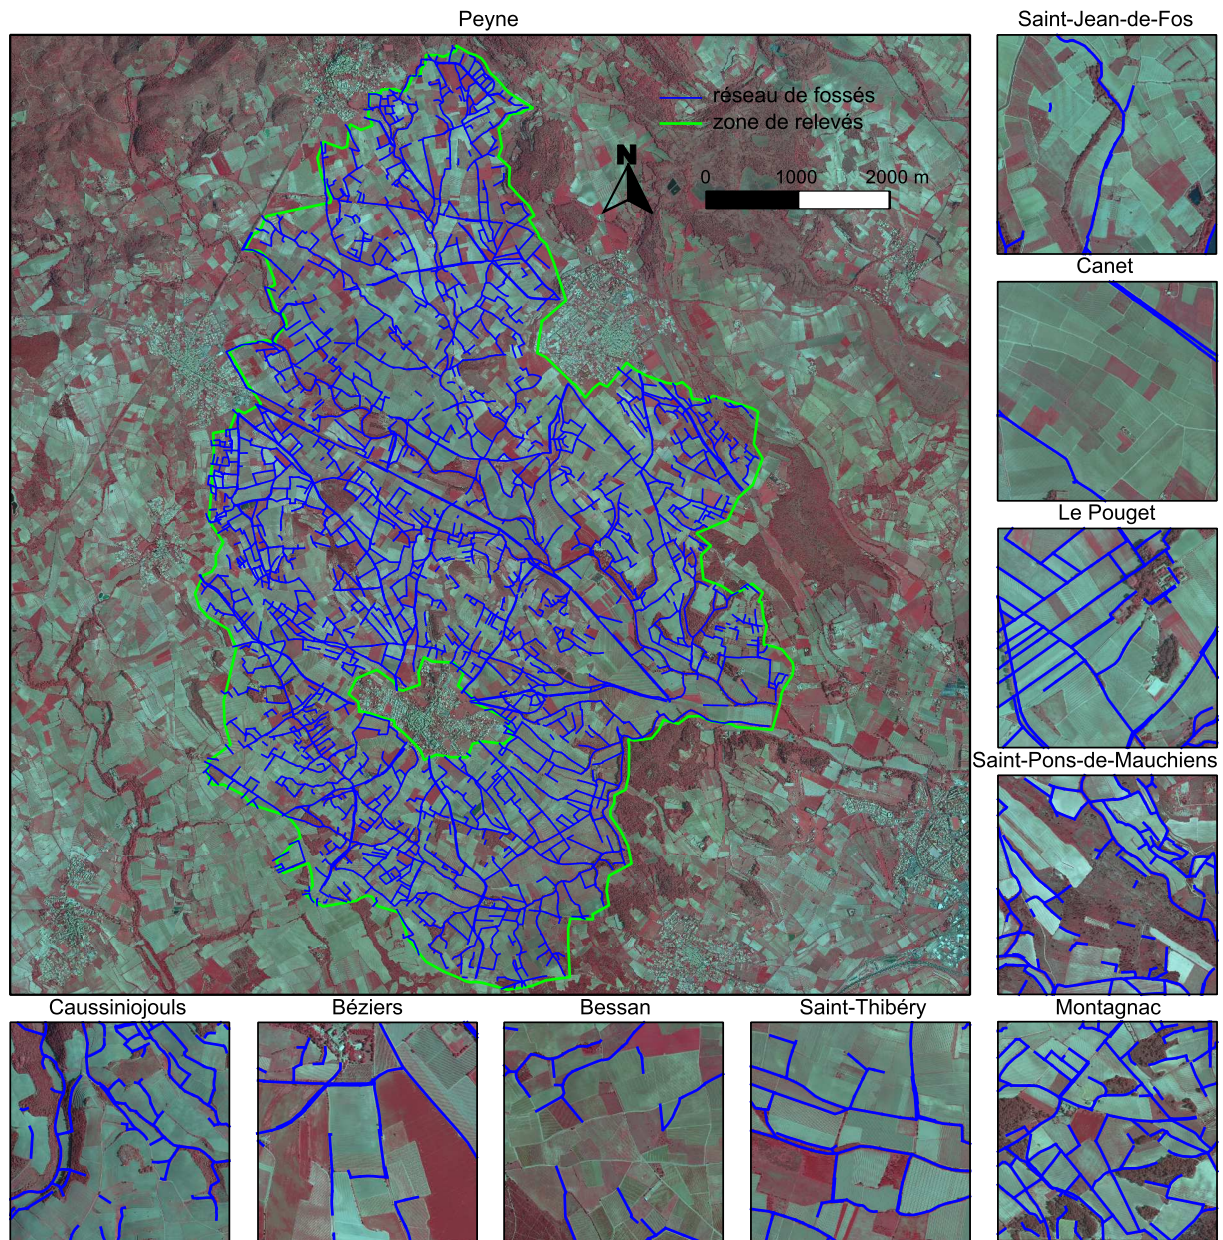 Peyne
Saint-Jean-de-Fos
réseau de fossés
zone de relevés
N
0 1000 2000 m
Canet
Le Pouget
Saint-Pons-de-Mauchiens
Caussiniojouls
Béziers
Bessan
Saint-Thibéry
Montagnac